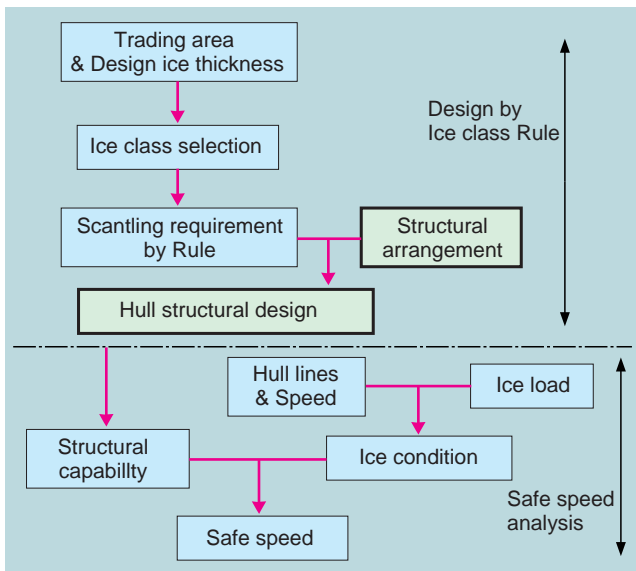 Trading area
& Design ice thickness
Design by
Ice class Rule
Ice class selection
Scantling requirement
by Rule
Structural
arrangement
Hull structural design
Hull lines
& Speed
Ice load
Structural
capabillty
Ice condition
Safe speed
Safe speed
analysis